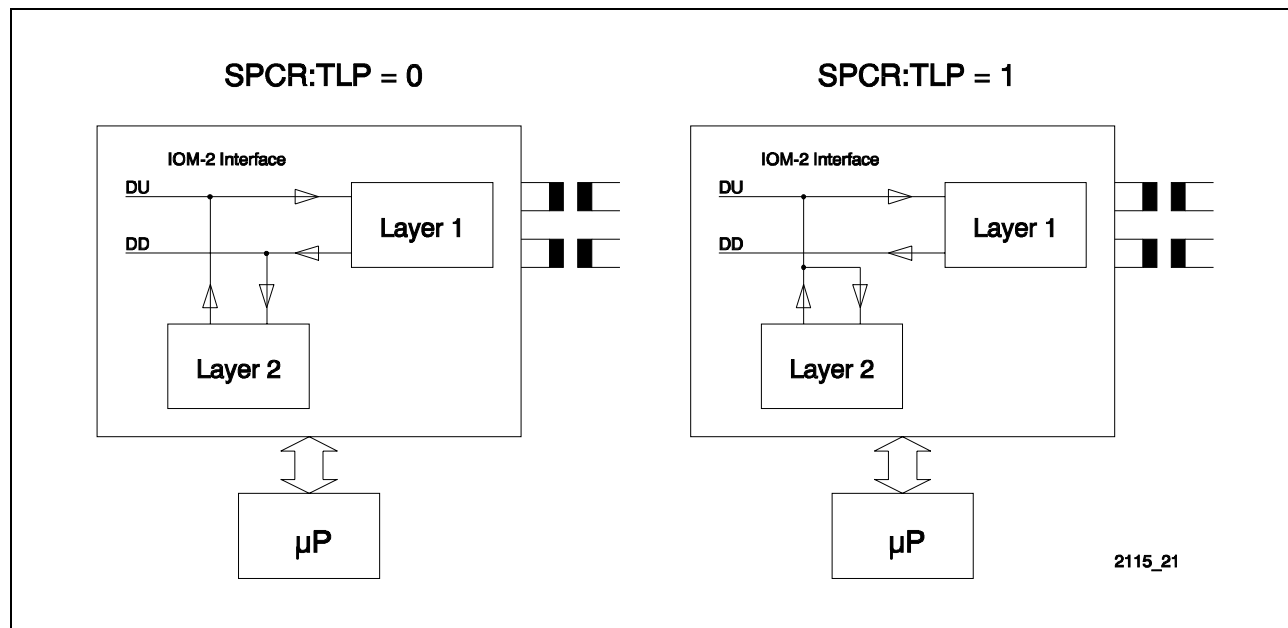 SPCR:TLP = 0
IOM-2 Interface
DU
Layer 1
DD
Layer 2
µP
SPCR:TLP = 1
IOM-2 Interface
DU
Layer 1
DD
Layer 2
µP
2115_21